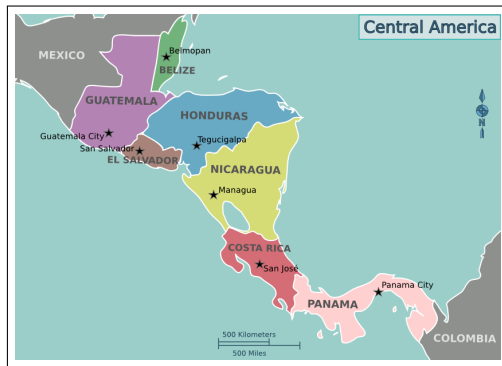 Central America
MEXICO
Belmopan
BELIZE
GUATEMALA
HONDURAS
Guatemala City
Tegucigalpa
San Salvador
EL SALVADOR
NICARAGUA
Managua
N
COSTA RICA
San José
Panama City
PANAMA
COLOMBIA
500 Kilometers
500 Miles